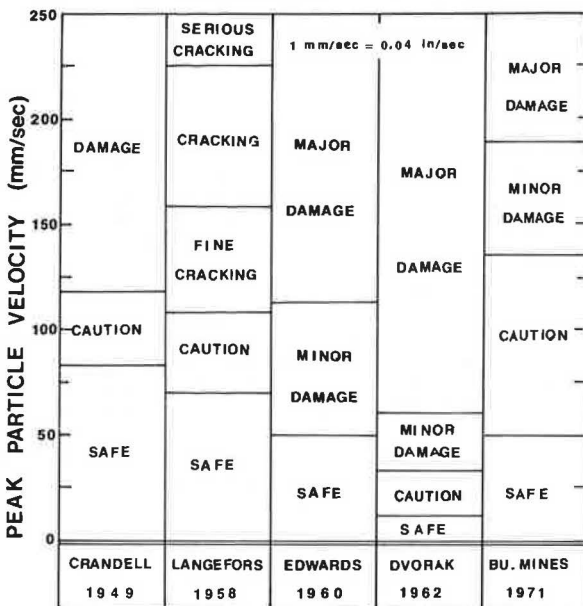 PEAK PARTICLE VELOCITY (mm/sec)
250
200
150
100
50
0
1 mm/sec = 0.04 in/sec
DAMAGE
CAUTION
SAFE
CRANDELL
1949
SERIOUS
CRACKING
CRACKING
FINE
CRACKING
CAUTION
SAFE
LANGEFORS
1958
MAJOR
DAMAGE
MINOR
DAMAGE
SAFE
EDWARDS
1960
MAJOR
DAMAGE
MINOR
DAMAGE
CAUTION
SAFE
DVORAK
1962
MAJOR
DAMAGE
MINOR
DAMAGE
CAUTION
SAFE
BU. MINES
1971